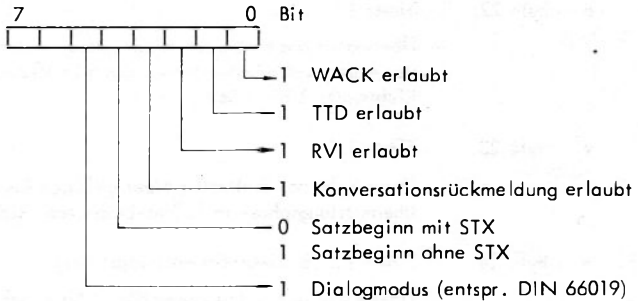 7 0 Bit
1 WACK erlaubt
1 TTD erlaubt
1 RVI erlaubt
1 Konversationsrückmeldung erlaubt
0 Satzbeginn mit STX
1 Satzbeginn ohne STX
1 Dialogmodus (entspr. DIN 66019)